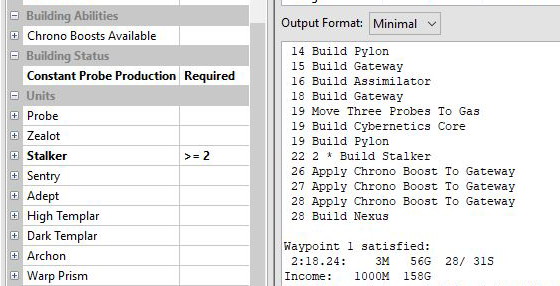 Building Abilities
Chrono Boosts Available
Building Status
Constant Probe Production Required
Units
Probe
Zealot
Stalker >= 2
Sentry
Adept
High Templar
Dark Templar
Archon
Warp Prism
Output Format: Minimal
14 Build Pylon
15 Build Gateway
16 Build Assimilator
18 Build Gateway
19 Move Three Probes To Gas
19 Build Cybernetics Core
19 Build Pylon
22 2 * Build Stalker
26 Apply Chrono Boost To Gateway
27 Apply Chrono Boost To Gateway
28 Apply Chrono Boost To Gateway
28 Build Nexus
Waypoint 1 satisfied:
2:18.24: 3M 56G 28/ 31S
Income: 1000M 158G